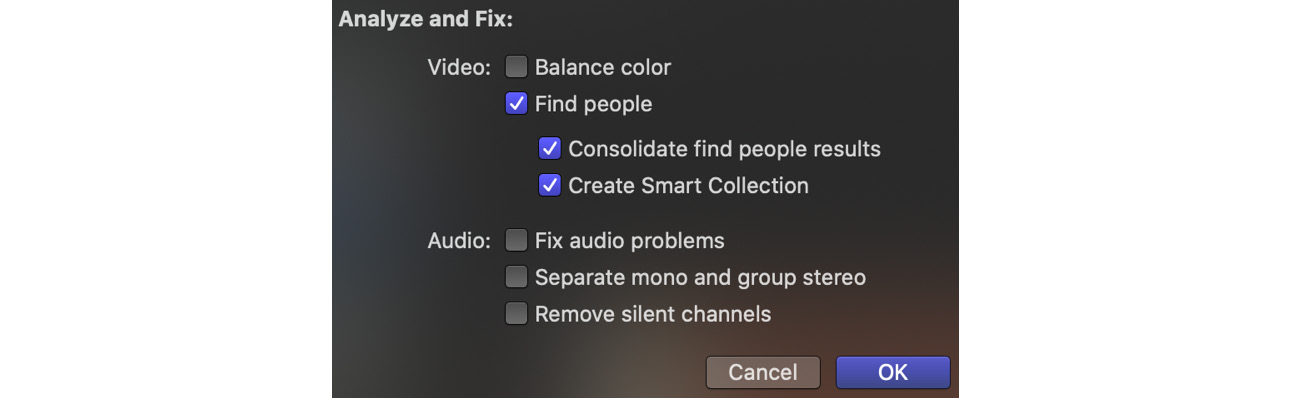 Analyze and Fix:
Video: Balance color
Find people
Consolidate find people results
Create Smart Collection
Audio: Fix audio problems
Separate mono and group stereo
Remove silent channels
Cancel OK